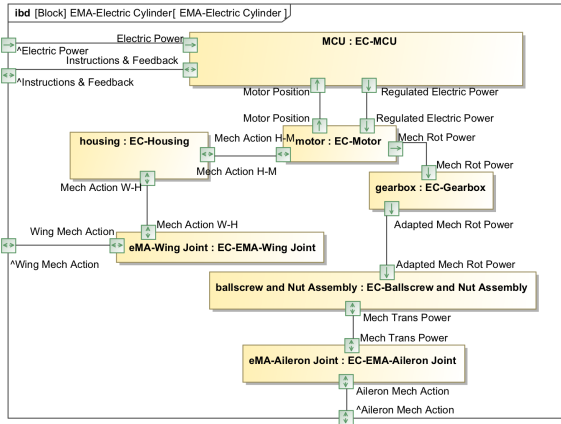 ibd [Block] EMA-Electric Cylinder[ EMA-Electric Cylinder ]
Electric Power
MCU : EC-MCU
^Electric Power
Instructions & Feedback
^Instructions & Feedback
Motor Position
Regulated Electric Power
Motor Position
Regulated Electric Power
housing : EC-Housing
Mech Action H-M
motor : EC-Motor
Mech Rot Power
Mech Action H-M
Mech Rot Power
Mech Action W-H
gearbox : EC-Gearbox
Wing Mech Action
Mech Action W-H
Adapted Mech Rot Power
eMA-Wing Joint : EC-EMA-Wing Joint
^Wing Mech Action
Adapted Mech Rot Power
ballscrew and Nut Assembly : EC-Ballscrew and Nut Assembly
Mech Trans Power
Mech Trans Power
eMA-Aileron Joint : EC-EMA-Aileron Joint
Aileron Mech Action
^Aileron Mech Action